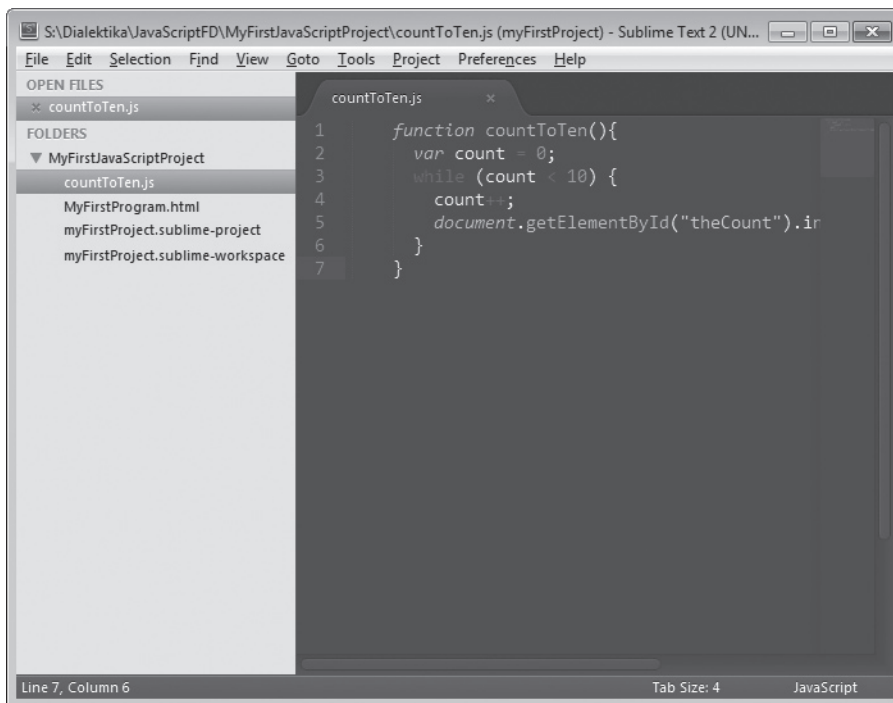 S:\Dialektika\JavaScriptFD\MyFirstJavaScriptProject\countToTen.js (myFirstProject) - Sublime Text 2 (UN...
File Edit Selection Find View Goto Tools Project Preferences Help
OPEN FILES
countToTen.js
FOLDERS
MyFirstJavaScriptProject
countToTen.js
MyFirstProgram.html
myFirstProject.sublime-project
myFirstProject.sublime-workspace
countToTen.js
1 function countToTen(){
2 var count = 0;
3 while (count < 10) {
4 count++;
5 document.getElementById("theCount").in
6 }
7 }
Line 7, Column 6
Tab Size: 4
JavaScript